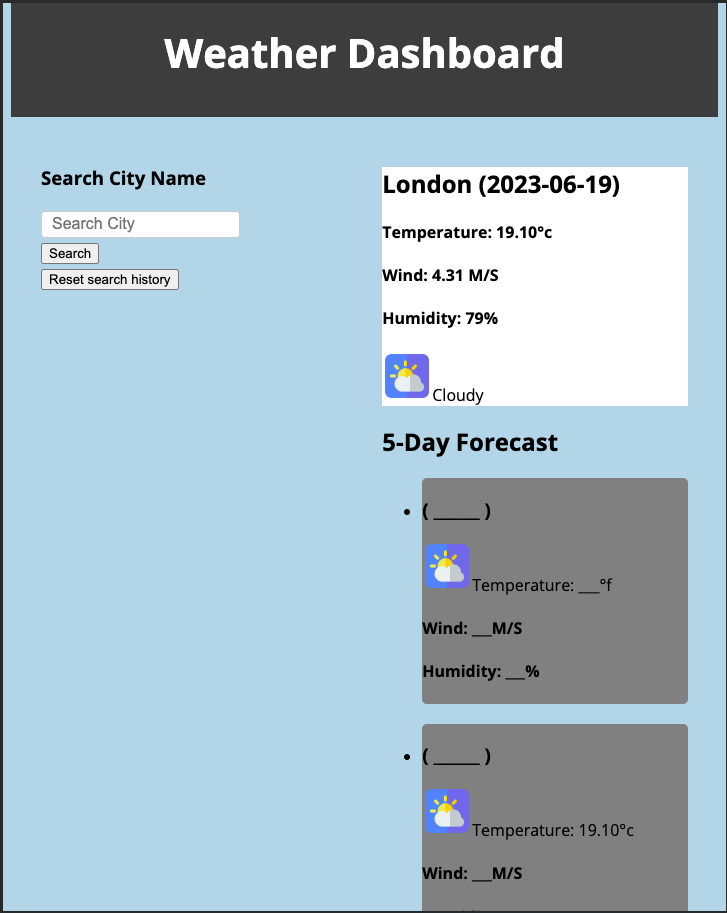 Weather Dashboard
Search City Name
Search City
Search
Reset search history
London (2023-06-19)
Temperature: 19.10°c
Wind: 4.31 M/S
Humidity: 79%
Cloudy
5-Day Forecast
( _____ )
Temperature: ___°f
Wind: ___M/S
Humidity: ___%
( _____ )
Temperature: 19.10°c
Wind: ___M/S